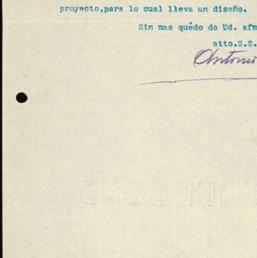 proyecto,para lo cual lleva un diseño.
Sin mas quedo de Ud. afm
atto.S.S.
Antonio